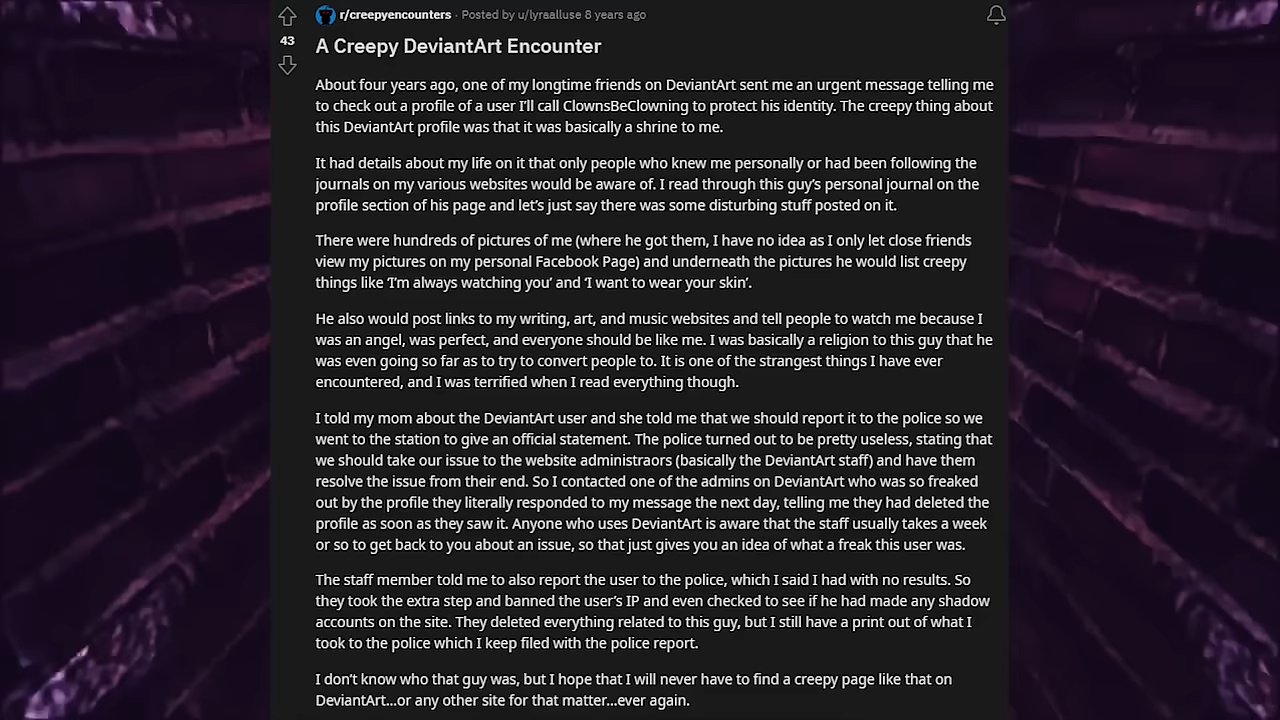 r/creepyencounters · Posted by u/lyraalluse 8 years ago
43
A Creepy DeviantArt Encounter
About four years ago, one of my longtime friends on DeviantArt sent me an urgent message telling me
to check out a profile of a user I'll call ClownsBeClowning to protect his identity. The creepy thing about
this DeviantArt profile was that it was basically a shrine to me.
It had details about my life on it that only people who knew me personally or had been following the
journals on my various websites would be aware of. I read through this guy's personal journal on the
profile section of his page and let's just say there was some disturbing stuff posted on it.
There were hundreds of pictures of me (where he got them, I have no idea as I only let close friends
view my pictures on my personal Facebook Page) and underneath the pictures he would list creepy
things like 'I'm always watching you' and 'I want to wear your skin'.
He also would post links to my writing, art, and music websites and tell people to watch me because I
was an angel, was perfect, and everyone should be like me. I was basically a religion to this guy that he
was even going so far as to try to convert people to. It is one of the strangest things I have ever
encountered, and I was terrified when I read everything though.
I told my mom about the DeviantArt user and she told me that we should report it to the police so we
went to the station to give an official statement. The police turned out to be pretty useless, stating that
we should take our issue to the website administraors (basically the DeviantArt staff) and have them
resolve the issue from their end. So I contacted one of the admins on DeviantArt who was so freaked
out by the profile they literally responded to my message the next day, telling me they had deleted the
profile as soon as they saw it. Anyone who uses DeviantArt is aware that the staff usually takes a week
or so to get back to you about an issue, so that just gives you an idea of what a freak this user was.
The staff member told me to also report the user to the police, which I said I had with no results. So
they took the extra step and banned the user's IP and even checked to see if he had made any shadow
accounts on the site. They deleted everything related to this guy, but I still have a print out of what I
took to the police which I keep filed with the police report.
I don't know who that guy was, but I hope that I will never have to find a creepy page like that on
DeviantArt...or any other site for that matter...ever again.